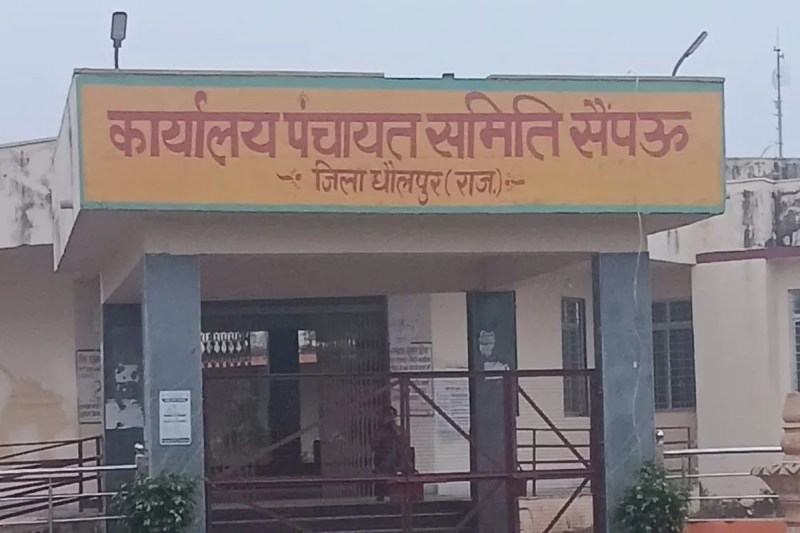 कार्यालय पंचायत समिति सैंपऊ
जिला धौलपुर (राज.)